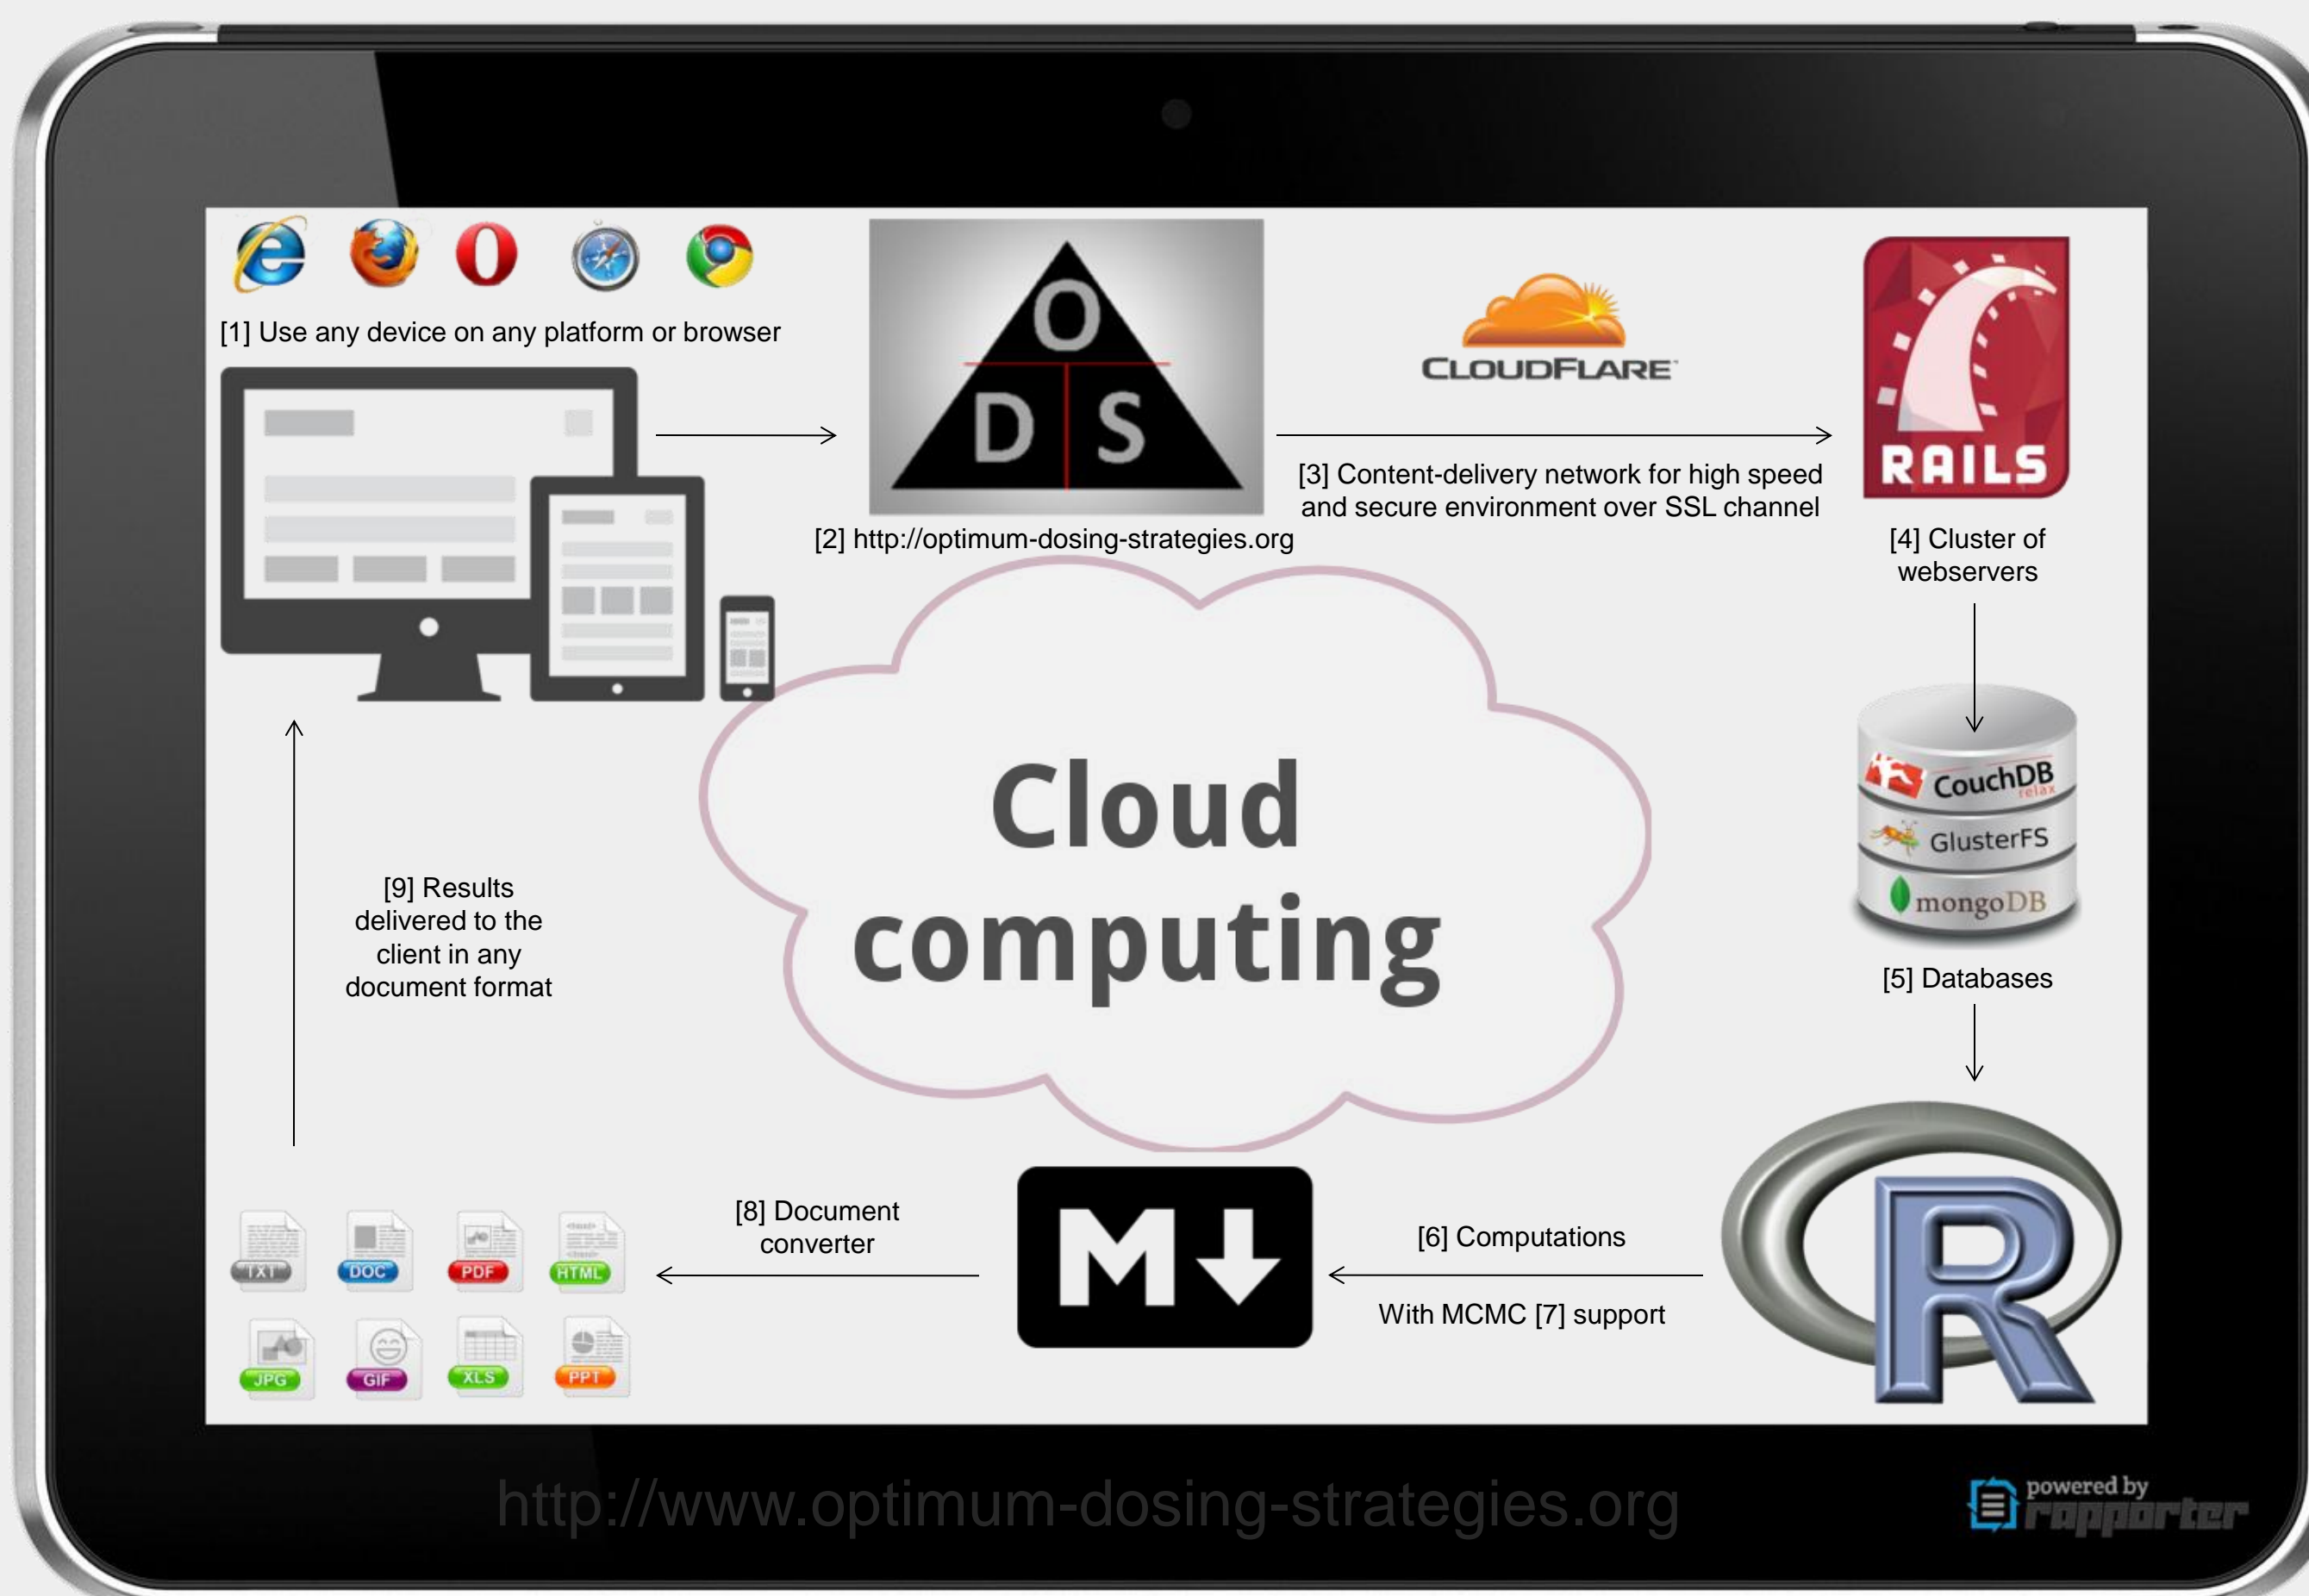 [1] Use any device on any platform or browser
O
D S
[2] http://optimum-dosing-strategies.org
CLOUDFLARE
[3] Content-delivery network for high speed
and secure environment over SSL channel
RAILS
[4] Cluster of
webservers
CouchDB
relax
GlusterFS
mongoDB
[5] Databases
Cloud
computing
[9] Results
delivered to the
client in any
document format
R
[6] Computations
With MCMC [7] support
M
[8] Document
converter
TXT DOC PDF HTML
JPG GIF XLS PPT
http://www.optimum-dosing-strategies.org
powered by
rapporter